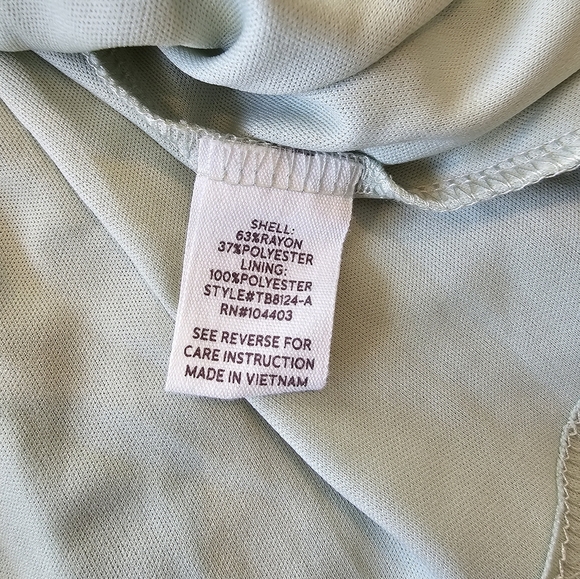 SHELL:
63%RAYON
37%POLYESTER
LINING:
100%POLYESTER
STYLE#TB8124-A
RN#104403
SEE REVERSE FOR
CARE INSTRUCTION
MADE IN VIETNAM